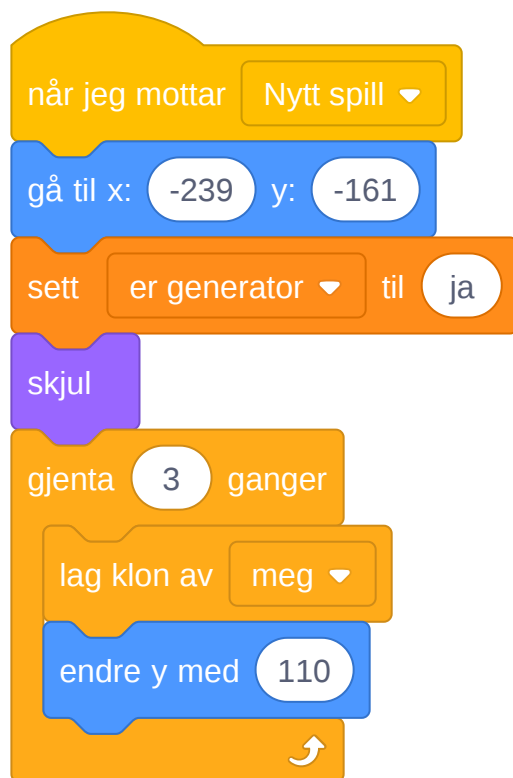 når jeg mottar Nytt spill
gå til x: -239 y: -161
sett er generator til ja
skjul
gjenta 3 ganger
lag klon av meg
endre y med 110